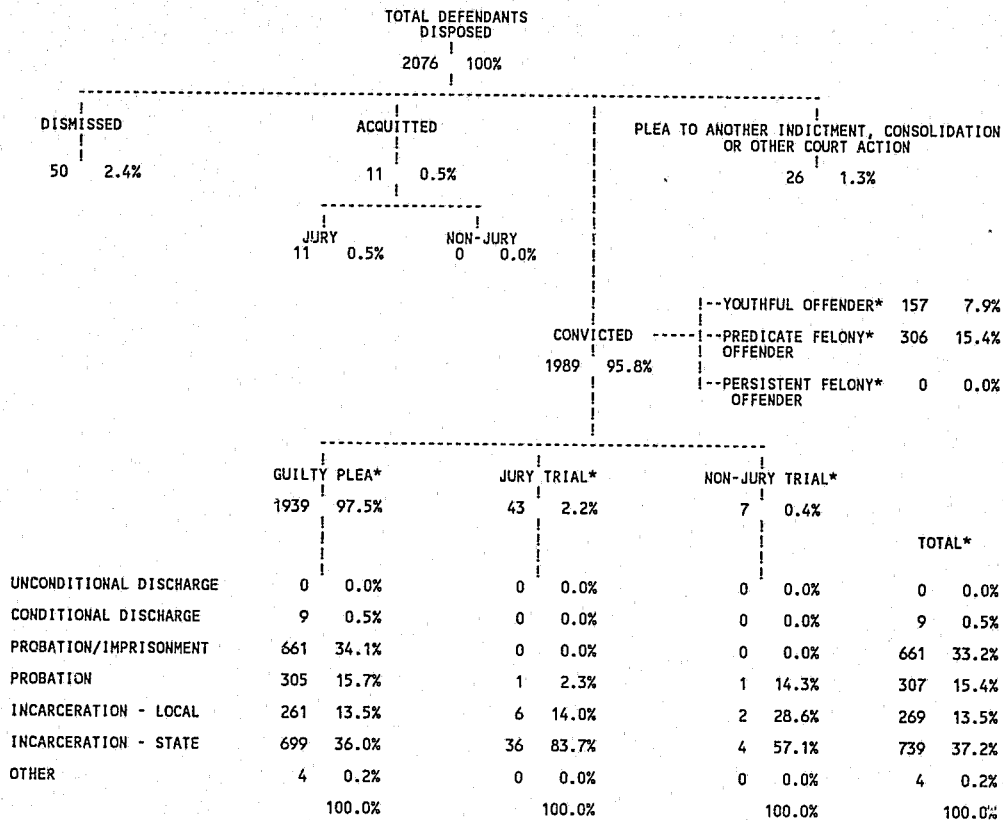 TOTAL DEFENDANTS
DISPOSED
2076 100%
DISMISSED
50 2.4%
ACQUITTED
11 0.5%
PLEA TO ANOTHER INDICTMENT, CONSOLIDATION
OR OTHER COURT ACTION
26 1.3%
JURY
11 0.5%
NON-JURY
0 0.0%
CONVICTED
1989 95.8%
YOUTHFUL OFFENDER* 157 7.9%
PREDICATE FELONY* 306 15.4%
OFFENDER
PERSISTENT FELONY* 0 0.0%
OFFENDER
GUILTY PLEA*
1939 97.5%
JURY TRIAL*
43 2.2%
NON-JURY TRIAL*
7 0.4%
TOTAL*
UNCONDITIONAL DISCHARGE 0 0.0% 0 0.0% 0 0.0% 0 0.0%
CONDITIONAL DISCHARGE 9 0.5% 0 0.0% 0 0.0% 9 0.5%
PROBATION/IMPRISONMENT 661 34.1% 0 0.0% 0 0.0% 661 33.2%
PROBATION 305 15.7% 1 2.3% 1 14.3% 307 15.4%
INCARCERATION - LOCAL 261 13.5% 6 14.0% 2 28.6% 269 13.5%
INCARCERATION - STATE 699 36.0% 36 83.7% 4 57.1% 739 37.2%
OTHER 4 0.2% 0 0.0% 0 0.0% 4 0.2%
100.0% 100.0% 100.0% 100.0%